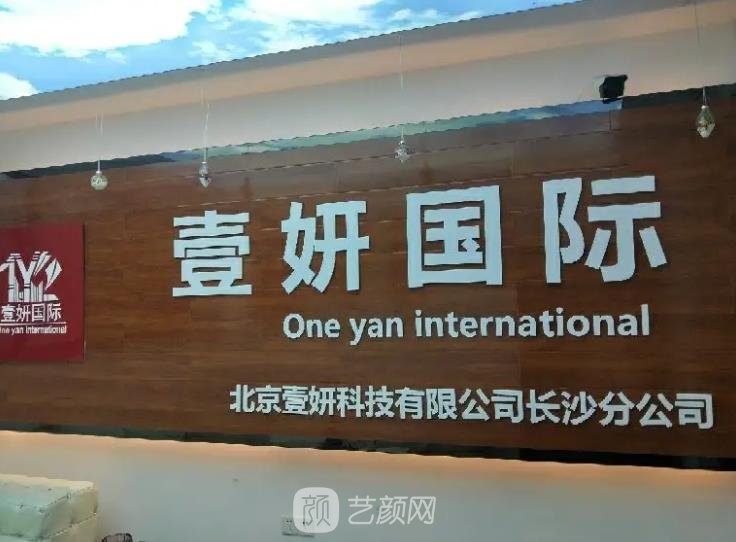 壹妍国际
One yan international
北京壹妍科技有限公司长沙分公司
壹妍国际
One yan international
颜 艺颜网